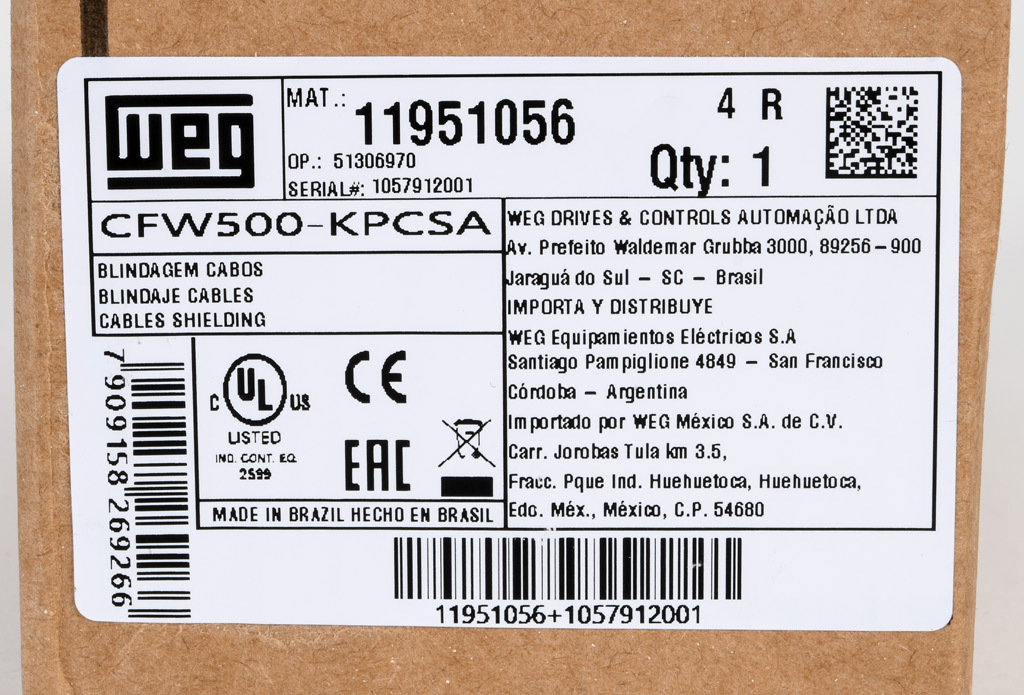 WEG
MAT.: 11951056
4 R
OP.: 51306970
Qty: 1
SERIAL#: 1057912001
CFW500-KPCSA
BLINDAGEM CABOS
BLINDAJE CABLES
CABLES SHIELDING
WEG DRIVES & CONTROLS AUTOMAÇÃO LTDA
Av. Prefeito Waldemar Grubba 3000, 89256-900
Jaraguá do Sul - SC - Brasil
IMPORTA Y DISTRIBUYE
WEG Equipamientos Eléctricos S.A
Santiago Pampiglione 4849 - San Francisco
Córdoba - Argentina
Importado por WEG México S.A. de C.V.
Carr. Jorobas Tula km 3.5,
Fracc. Pque Ind. Huehuetoca, Huehuetoca,
Edo. Méx., México, C.P. 54680
7 909158 269266
C UL US
LISTED
IND. CONT. EQ.
2S99
CE
EAC
MADE IN BRAZIL HECHO EN BRASIL
11951056+1057912001